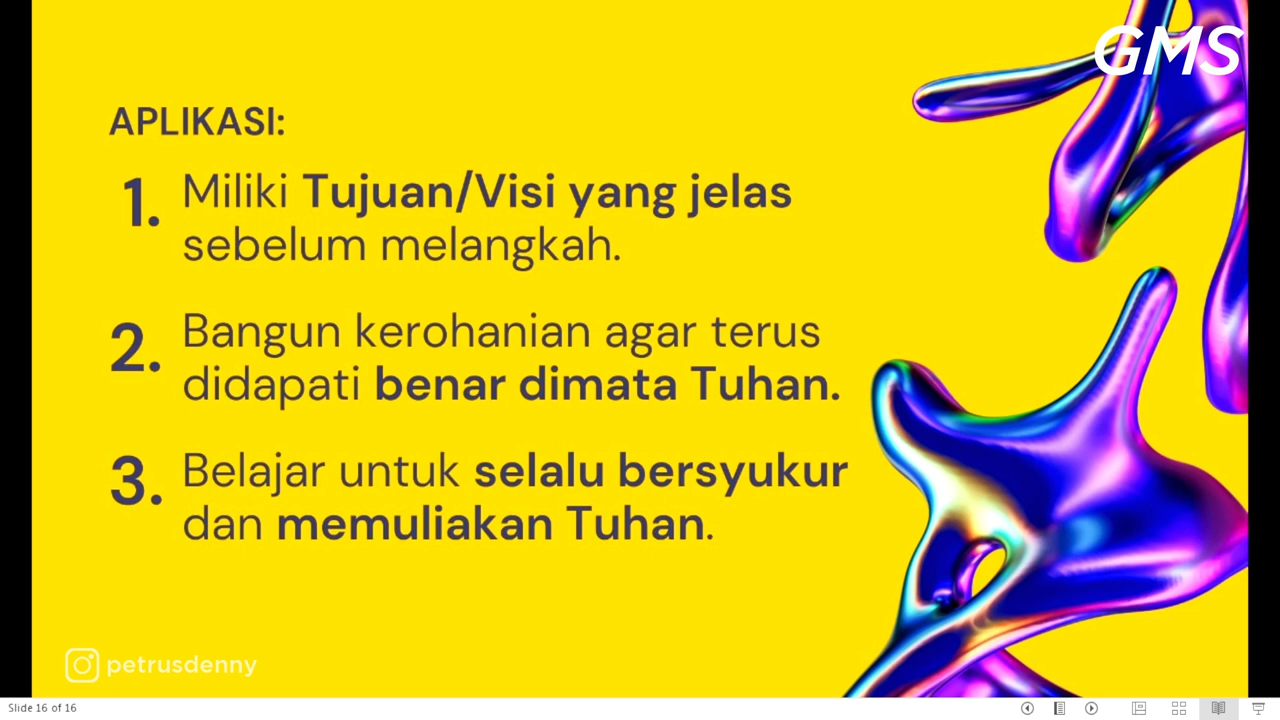 GMS
APLIKASI:
1. Miliki Tujuan/Visi yang jelas
sebelum melangkah.
2. Bangun kerohanian agar terus
didapati benar dimata Tuhan.
3. Belajar untuk selalu bersyukur
dan memuliakan Tuhan.
petrusdenny
Slide 16 of 16